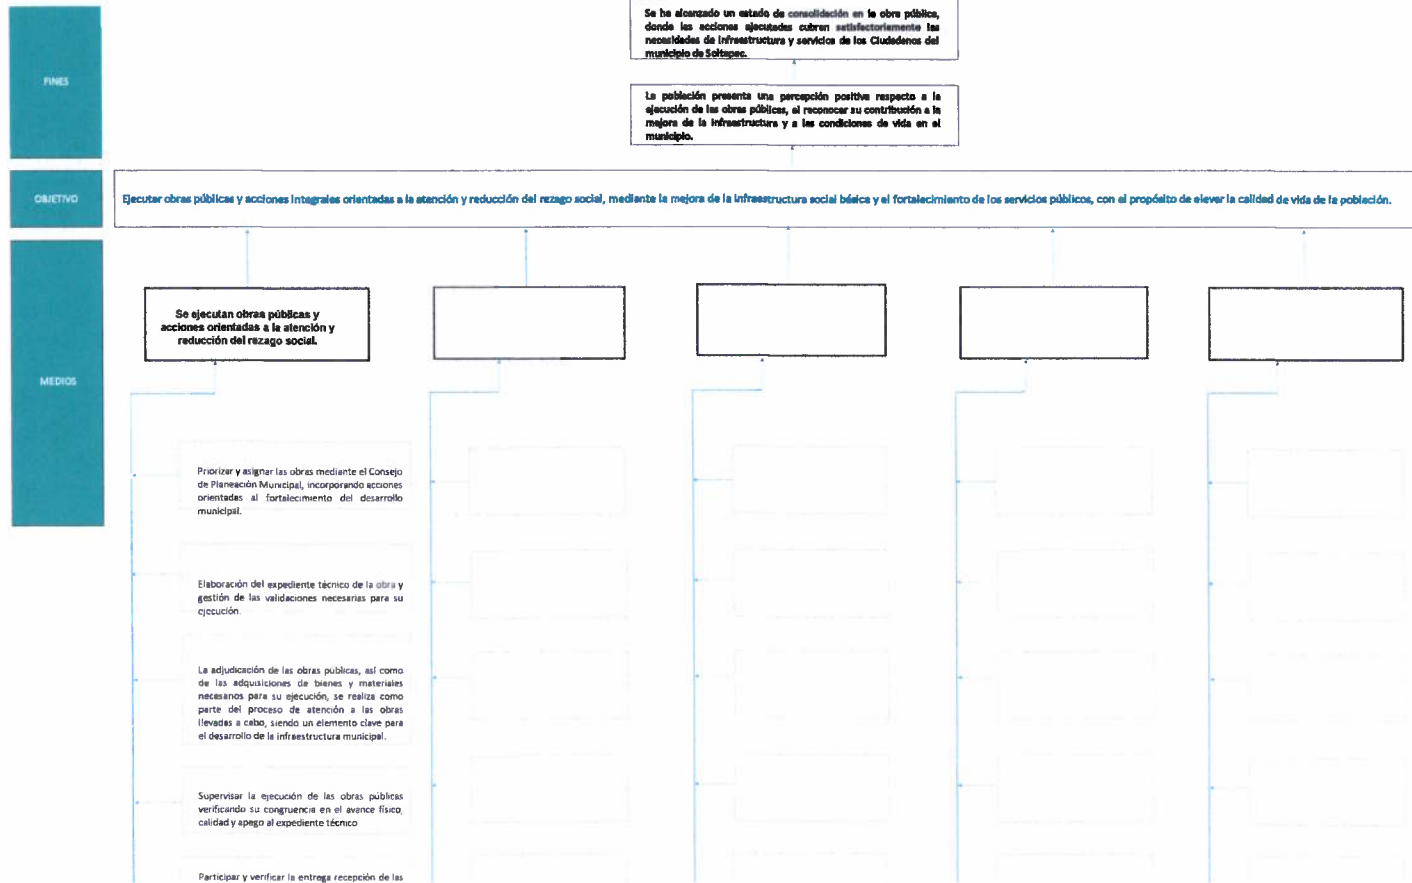 Se ha alcanzado un estado de consolidación en la obra pública,
donde las acciones ejecutadas cubren satisfactoriamente las
necesidades de infraestructura y servicios de los Ciudadenos del
municipio de Soltepec.
FINES
La población presenta una percepción positiva respecto a la
ejecución de las obras públicas, al reconocer su contribución a la
mejora de la infraestructura y a las condiciones de vida en el
municipio.
OBJETIVO
Ejecutar obras públicas y acciones integrales orientadas a la atención y reducción del rezago social, mediante la mejora de la infraestructura social básica y el fortalecimiento de los servicios públicos, con el propósito de elevar la calidad de vida de la población.
Se ejecutan obras públicas y
acciones orientadas a la atención y
reducción del rezago social.
MEDIOS
Priorizar y asignar las obras mediante el Consejo
de Planeación Municipal, incorporando acciones
orientadas al fortalecimiento del desarrollo
municipal.
Elaboración del expediente técnico de la obra y
gestión de las validaciones necesarias para su
ejecución.
La adjudicación de las obras públicas, así como
de las adquisiciones de bienes y materiales
necesarios para su ejecución, se realiza como
parte del proceso de atención a las obras
llevadas a cabo, siendo un elemento clave para
el desarrollo de la infraestructura municipal.
Supervisar la ejecución de las obras públicas
verificando su congruencia en el avance físico,
calidad y apego al expediente técnico
Participar y verificar la entrega recepción de las